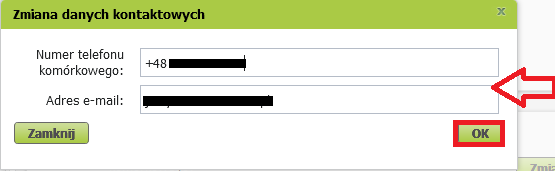 Zmiana danych kontaktowych
x
Numer telefonu
komórkowego:
+48
Adres e-mail:
Zamknij
OK